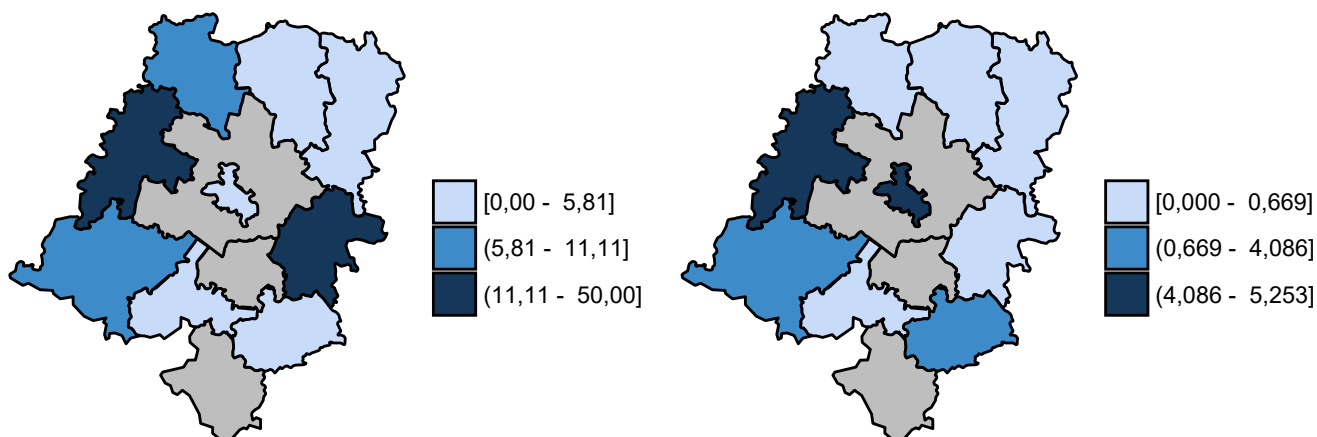 [0,00 - 5,81]
(5,81 - 11,11]
(11,11 - 50,00]
[0,000 - 0,669]
(0,669 - 4,086]
(4,086 - 5,253]